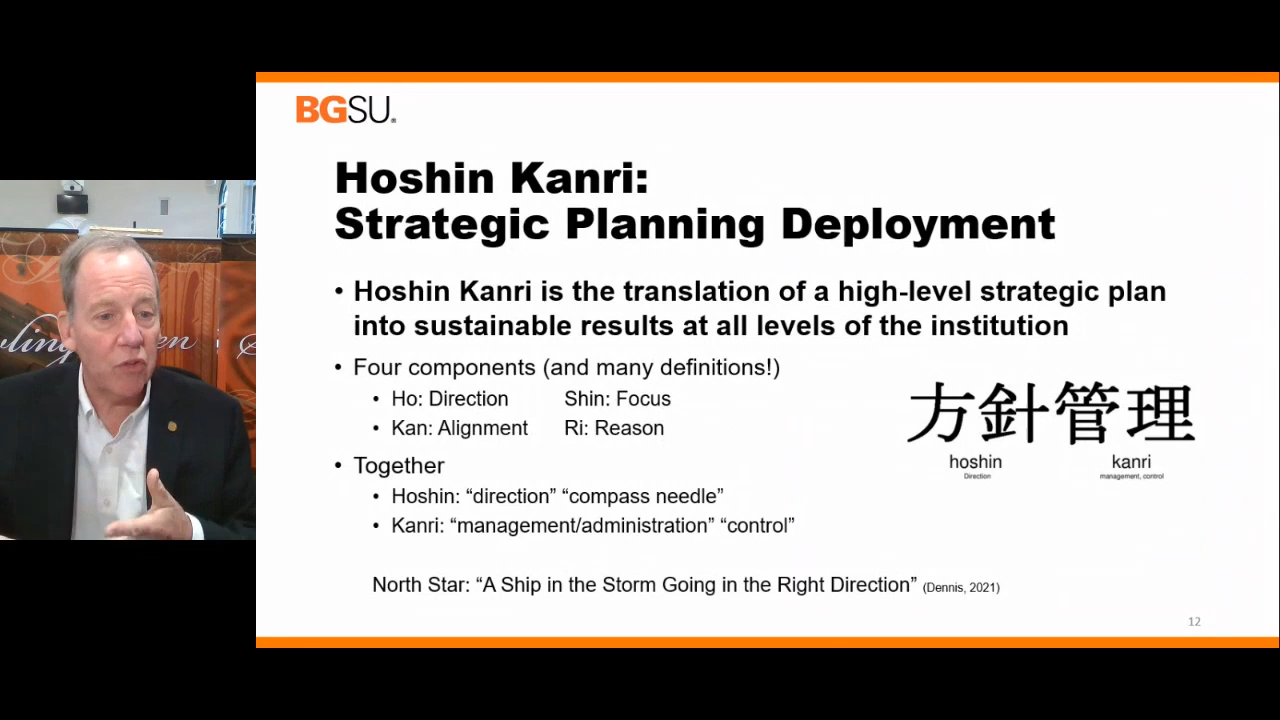 BGSU®
Hoshin Kanri:
Strategic Planning Deployment
• Hoshin Kanri is the translation of a high-level strategic plan
into sustainable results at all levels of the institution
• Four components (and many definitions!)
• Ho: Direction Shin: Focus
• Kan: Alignment Ri: Reason
• Together
• Hoshin: “direction” “compass needle”
• Kanri: “management/administration” “control”
方針管理
hoshin kanri
Direction management, control
North Star: “A Ship in the Storm Going in the Right Direction” (Dennis, 2021)
12